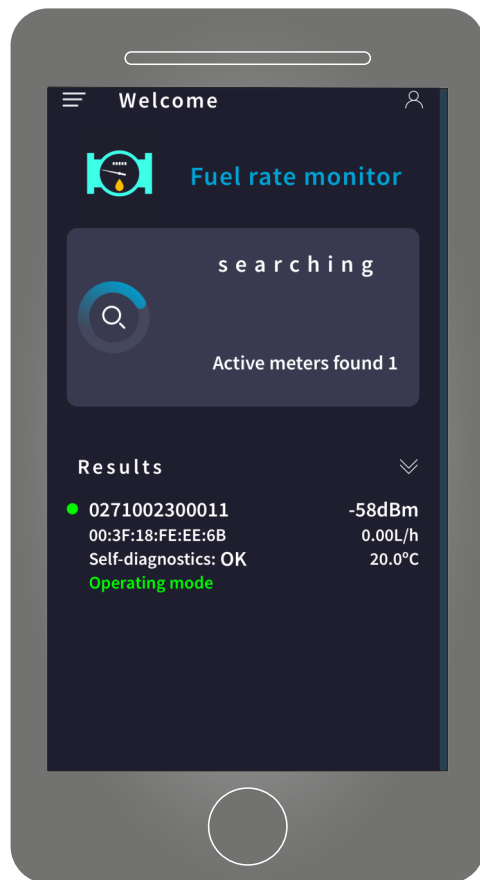 Welcome
Fuel rate monitor
searching
Active meters found 1
Results
0271002300011 -58dBm
00:3F:18:FE:EE:6B 0.00L/h
Self-diagnostics: OK 20.0ºC
Operating mode